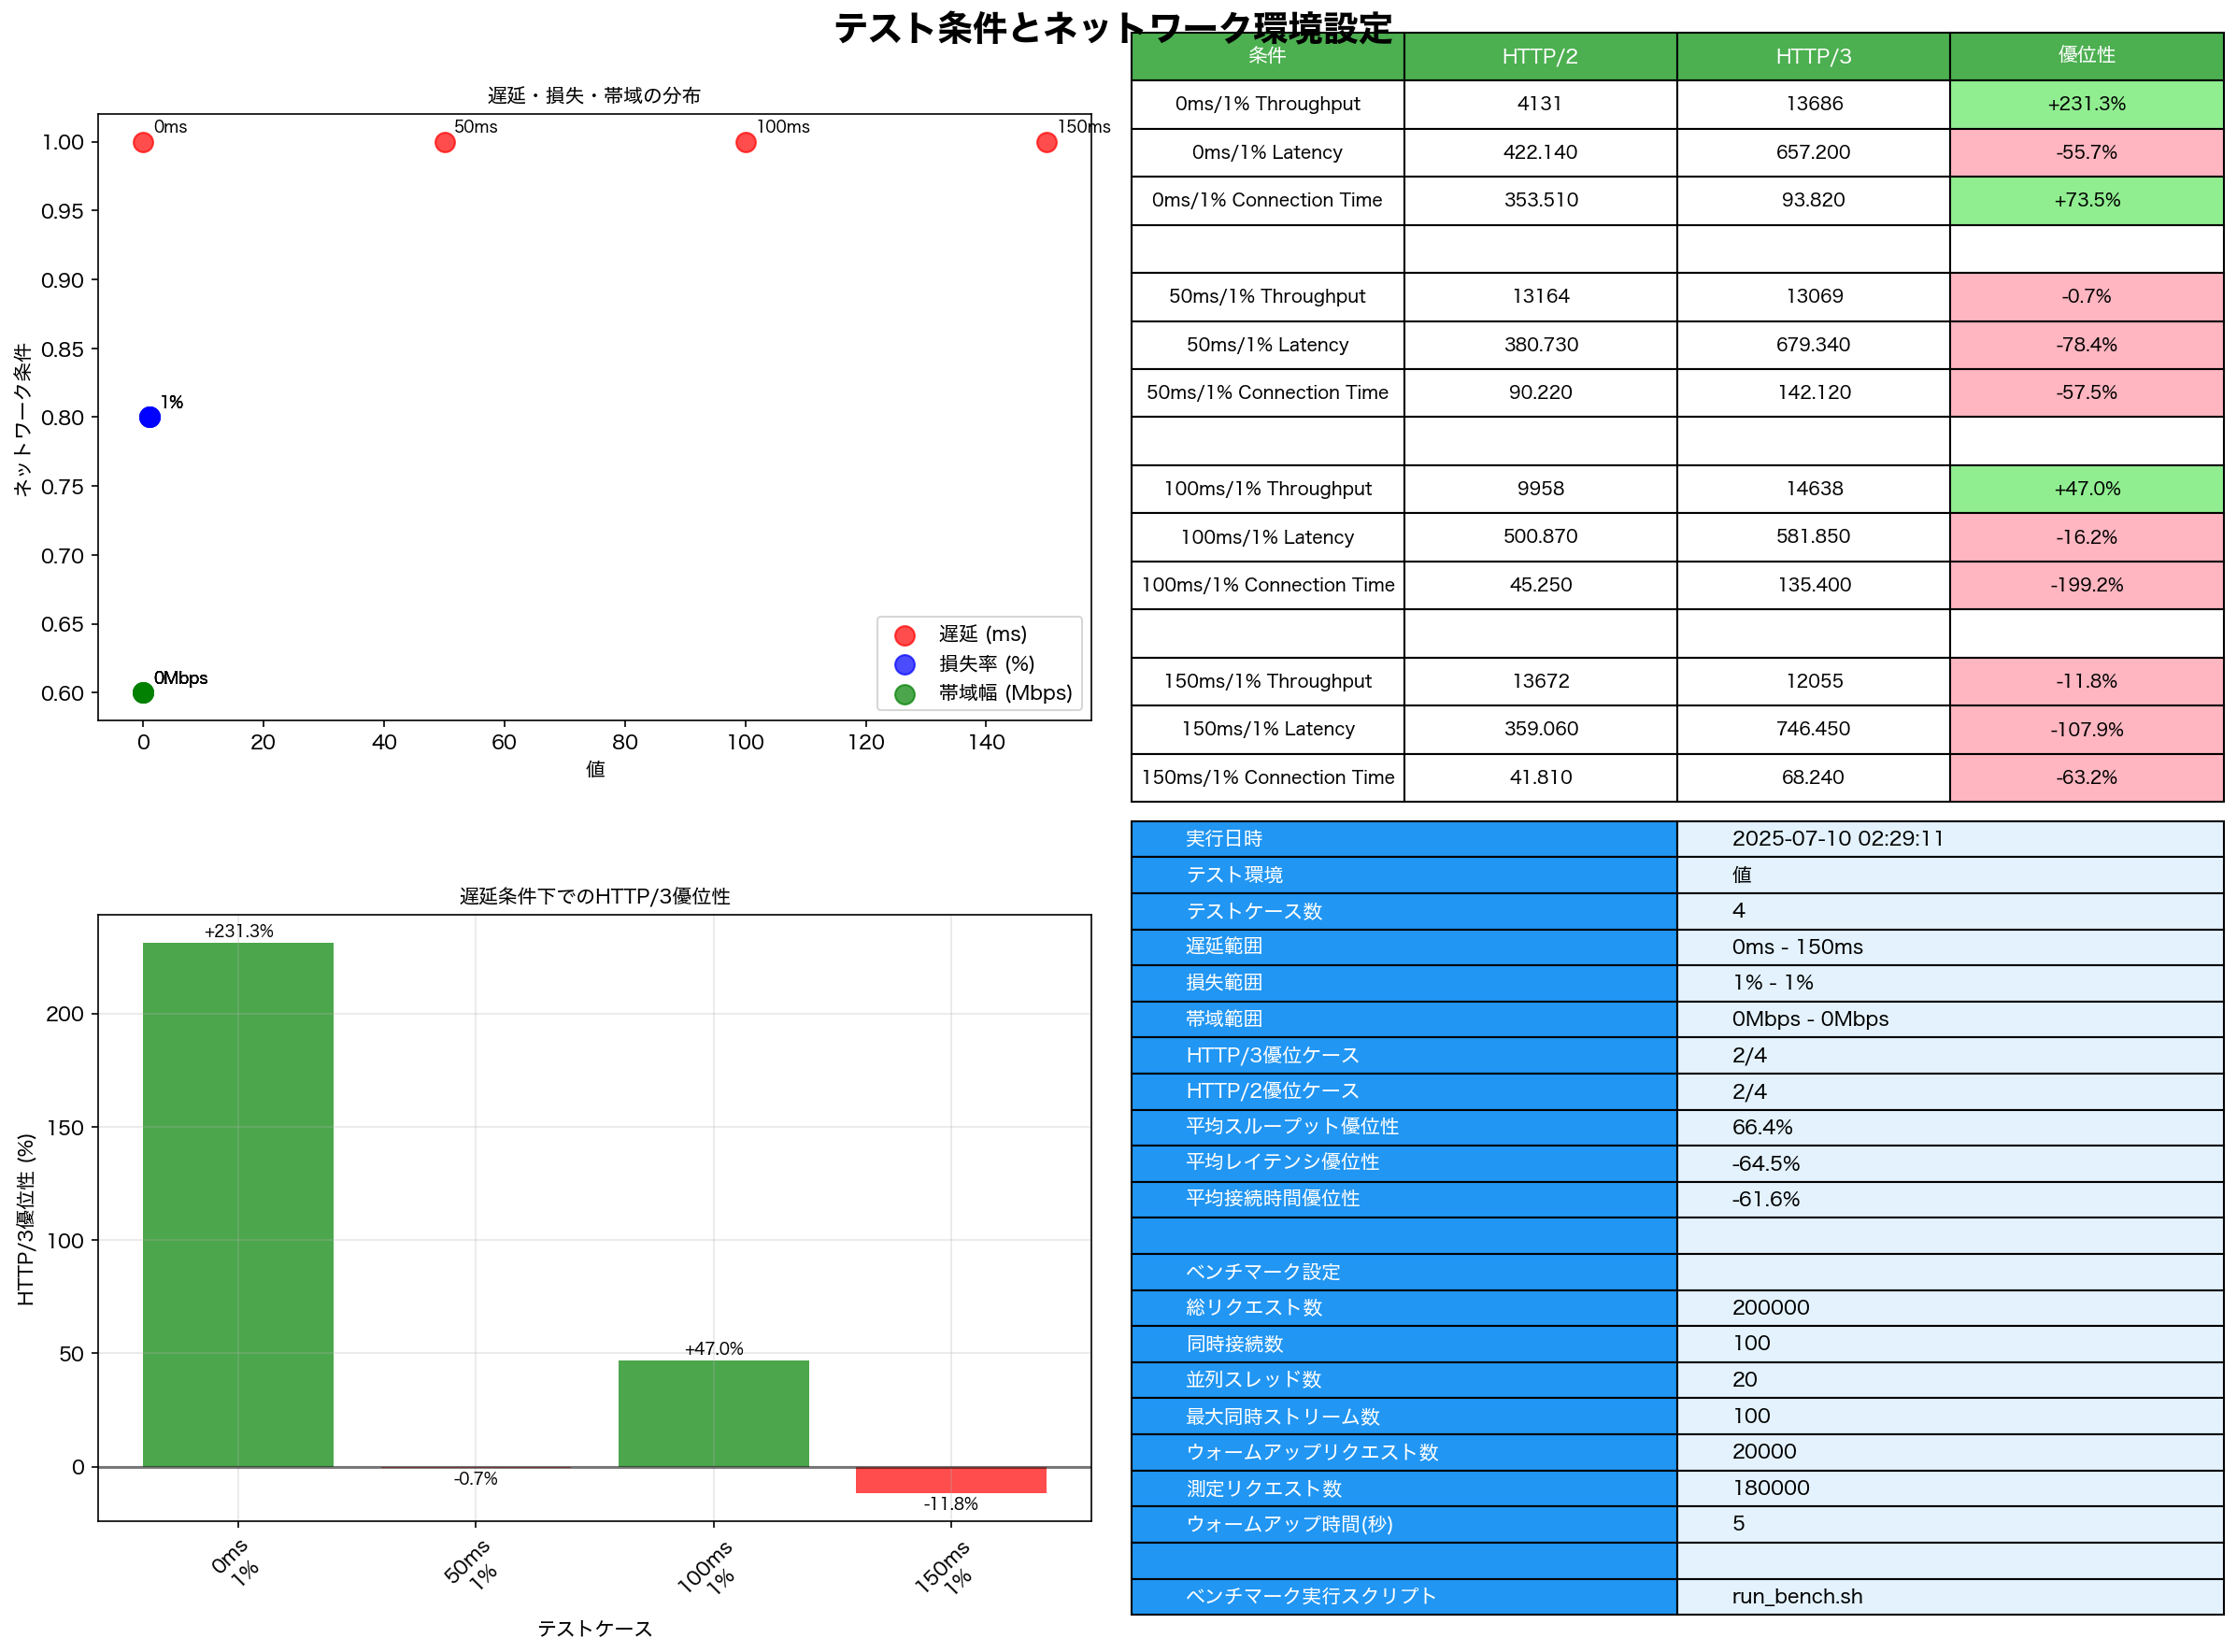 テスト条件とネットワーク環境設定
遅延・損失・帯域の分布
0ms 50ms 100ms 150ms
1.00
0.95
0.90
0.85
1%
0.80
0.75
0.70
0.65
0Mbps
0.60
ネットワーク条件
遅延 (ms)
損失率 (%)
帯域幅 (Mbps)
0 20 40 60 80 100 120 140
値
条件 HTTP/2 HTTP/3 優位性
0ms/1% Throughput 4131 13686 +231.3%
0ms/1% Latency 422.140 657.200 -55.7%
0ms/1% Connection Time 353.510 93.820 +73.5%
50ms/1% Throughput 13164 13069 -0.7%
50ms/1% Latency 380.730 679.340 -78.4%
50ms/1% Connection Time 90.220 142.120 -57.5%
100ms/1% Throughput 9958 14638 +47.0%
100ms/1% Latency 500.870 581.850 -16.2%
100ms/1% Connection Time 45.250 135.400 -199.2%
150ms/1% Throughput 13672 12055 -11.8%
150ms/1% Latency 359.060 746.450 -107.9%
150ms/1% Connection Time 41.810 68.240 -63.2%
遅延条件下でのHTTP/3優位性
+231.3%
200
150
100
50
+47.0%
0
-0.7%
-11.8%
HTTP/3優位性 (%)
0ms
1%
50ms
1%
100ms
1%
150ms
1%
テストケース
実行日時 2025-07-10 02:29:11
テスト環境 値
テストケース数 4
遅延範囲 0ms - 150ms
損失範囲 1% - 1%
帯域範囲 0Mbps - 0Mbps
HTTP/3優位ケース 2/4
HTTP/2優位ケース 2/4
平均スループット優位性 66.4%
平均レイテンシ優位性 -64.5%
平均接続時間優位性 -61.6%
ベンチマーク設定
総リクエスト数 200000
同時接続数 100
並列スレッド数 20
最大同時ストリーム数 100
ウォームアップリクエスト数 20000
測定リクエスト数 180000
ウォームアップ時間(秒) 5
ベンチマーク実行スクリプト run_bench.sh